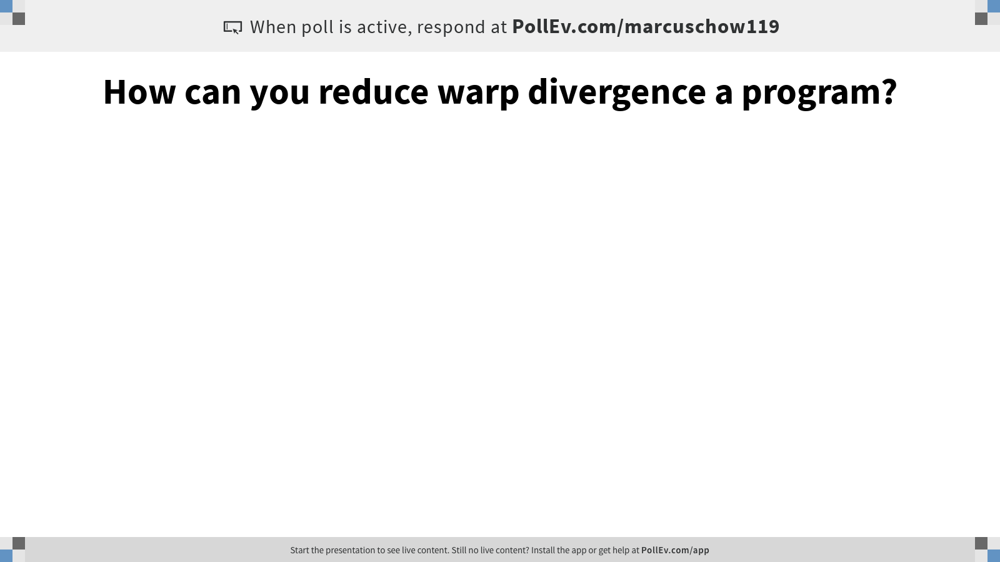 When poll is active, respond at PollEv.com/marcuschow119
How can you reduce warp divergence a program?
Start the presentation to see live content. Still no live content? Install the app or get help at PollEv.com/app